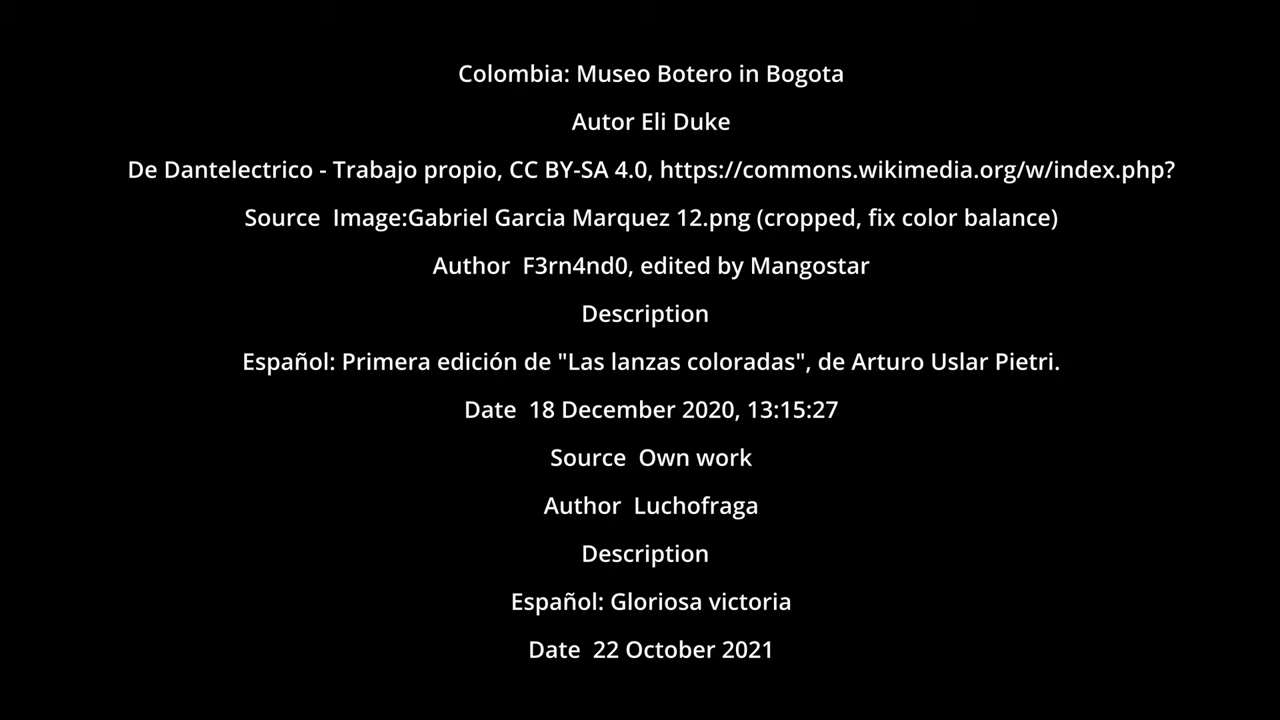 Colombia: Museo Botero in Bogota
Autor Eli Duke
De Dantelectrico - Trabajo propio, CC BY-SA 4.0, https://commons.wikimedia.org/w/index.php?
Source  Image:Gabriel Garcia Marquez 12.png (cropped, fix color balance)
Author  F3rn4nd0, edited by Mangostar
Description
Español: Primera edición de "Las lanzas coloradas", de Arturo Uslar Pietri.
Date  18 December 2020, 13:15:27
Source  Own work
Author  Luchofraga
Description
Español: Gloriosa victoria
Date  22 October 2021